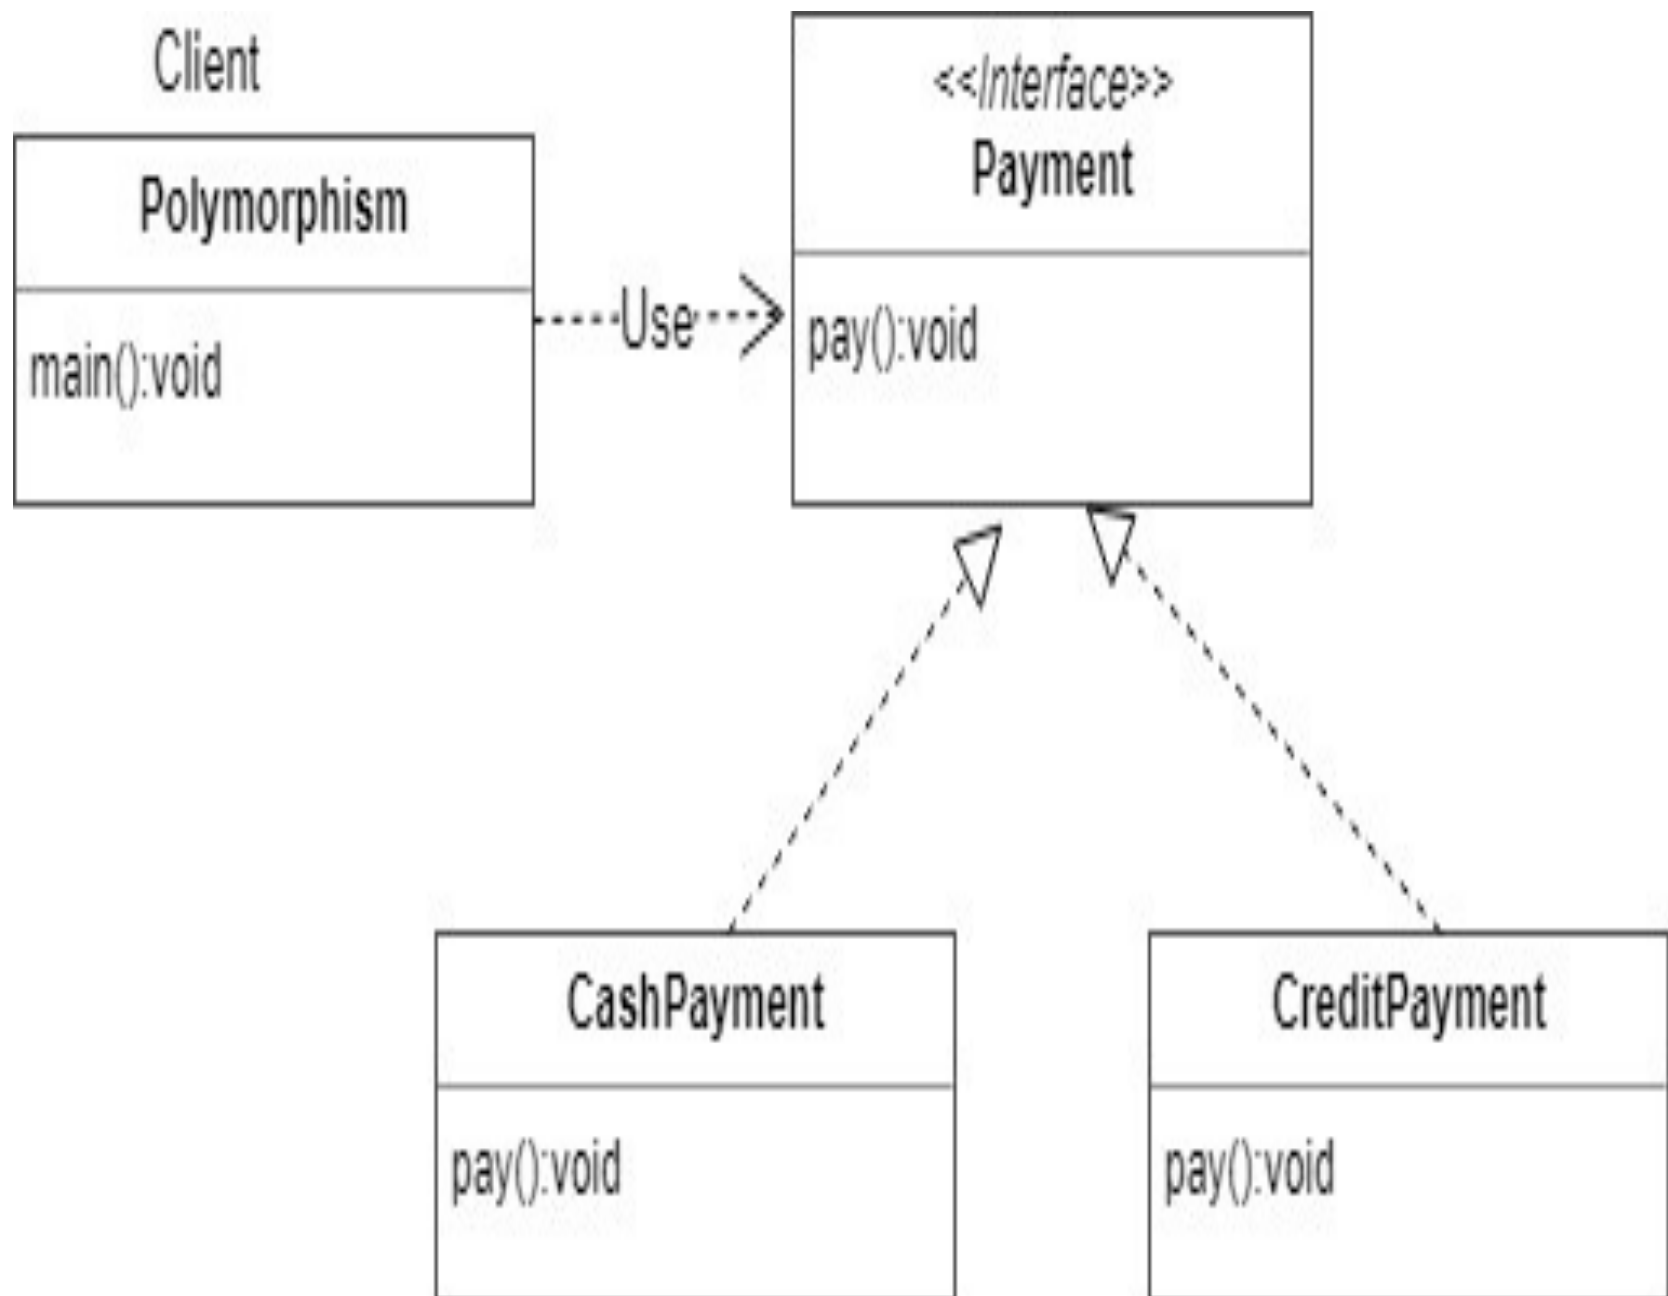 Client
Polymorphism
main():void
Use
<<Interface>>
Payment
pay():void
CashPayment
pay():void
CreditPayment
pay():void